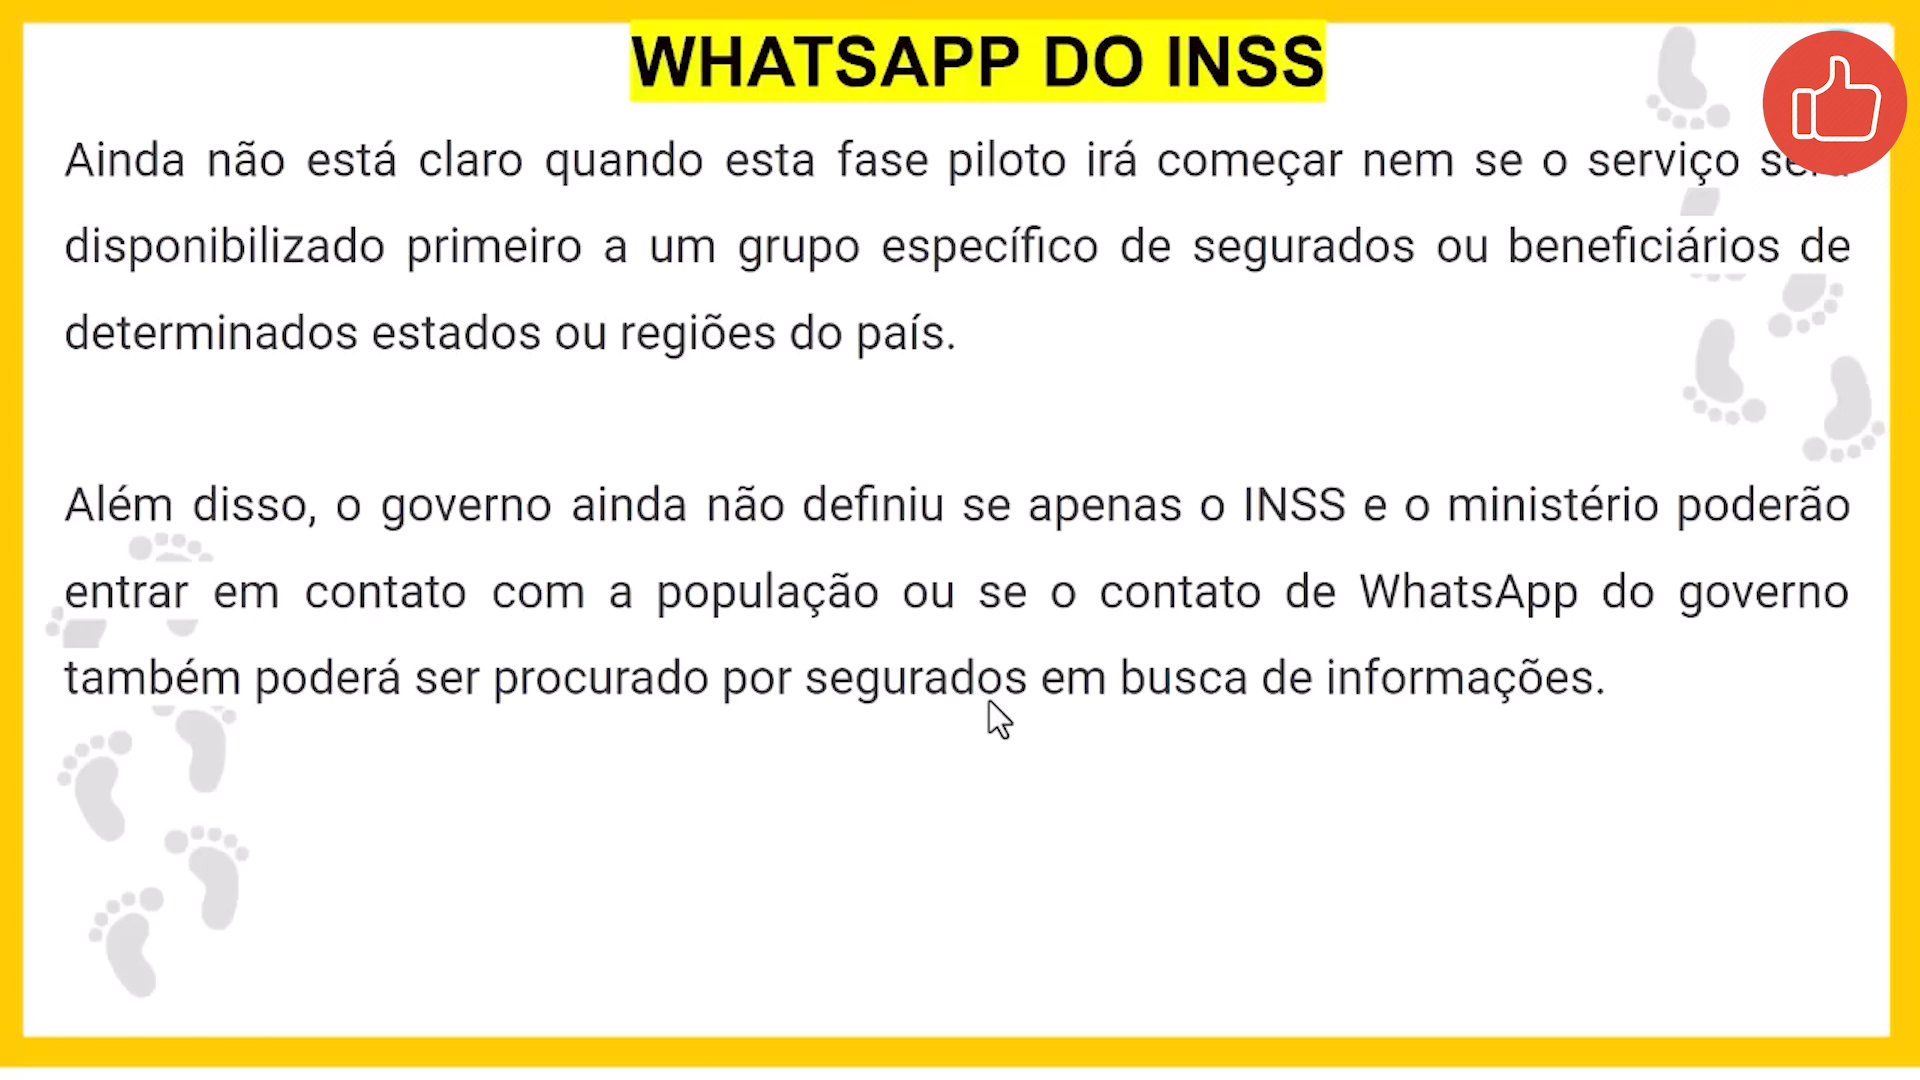 WHATSAPP DO INSS
Ainda não está claro quando esta fase piloto irá começar nem se o serviço
disponibilizado primeiro a um grupo específico de segurados ou beneficiários de
determinados estados ou regiões do país.
Além disso, o governo ainda não definiu se apenas o INSS e o ministério poderão
entrar em contato com a população ou se o contato de WhatsApp do governo
também poderá ser procurado por segurados em busca de informações.